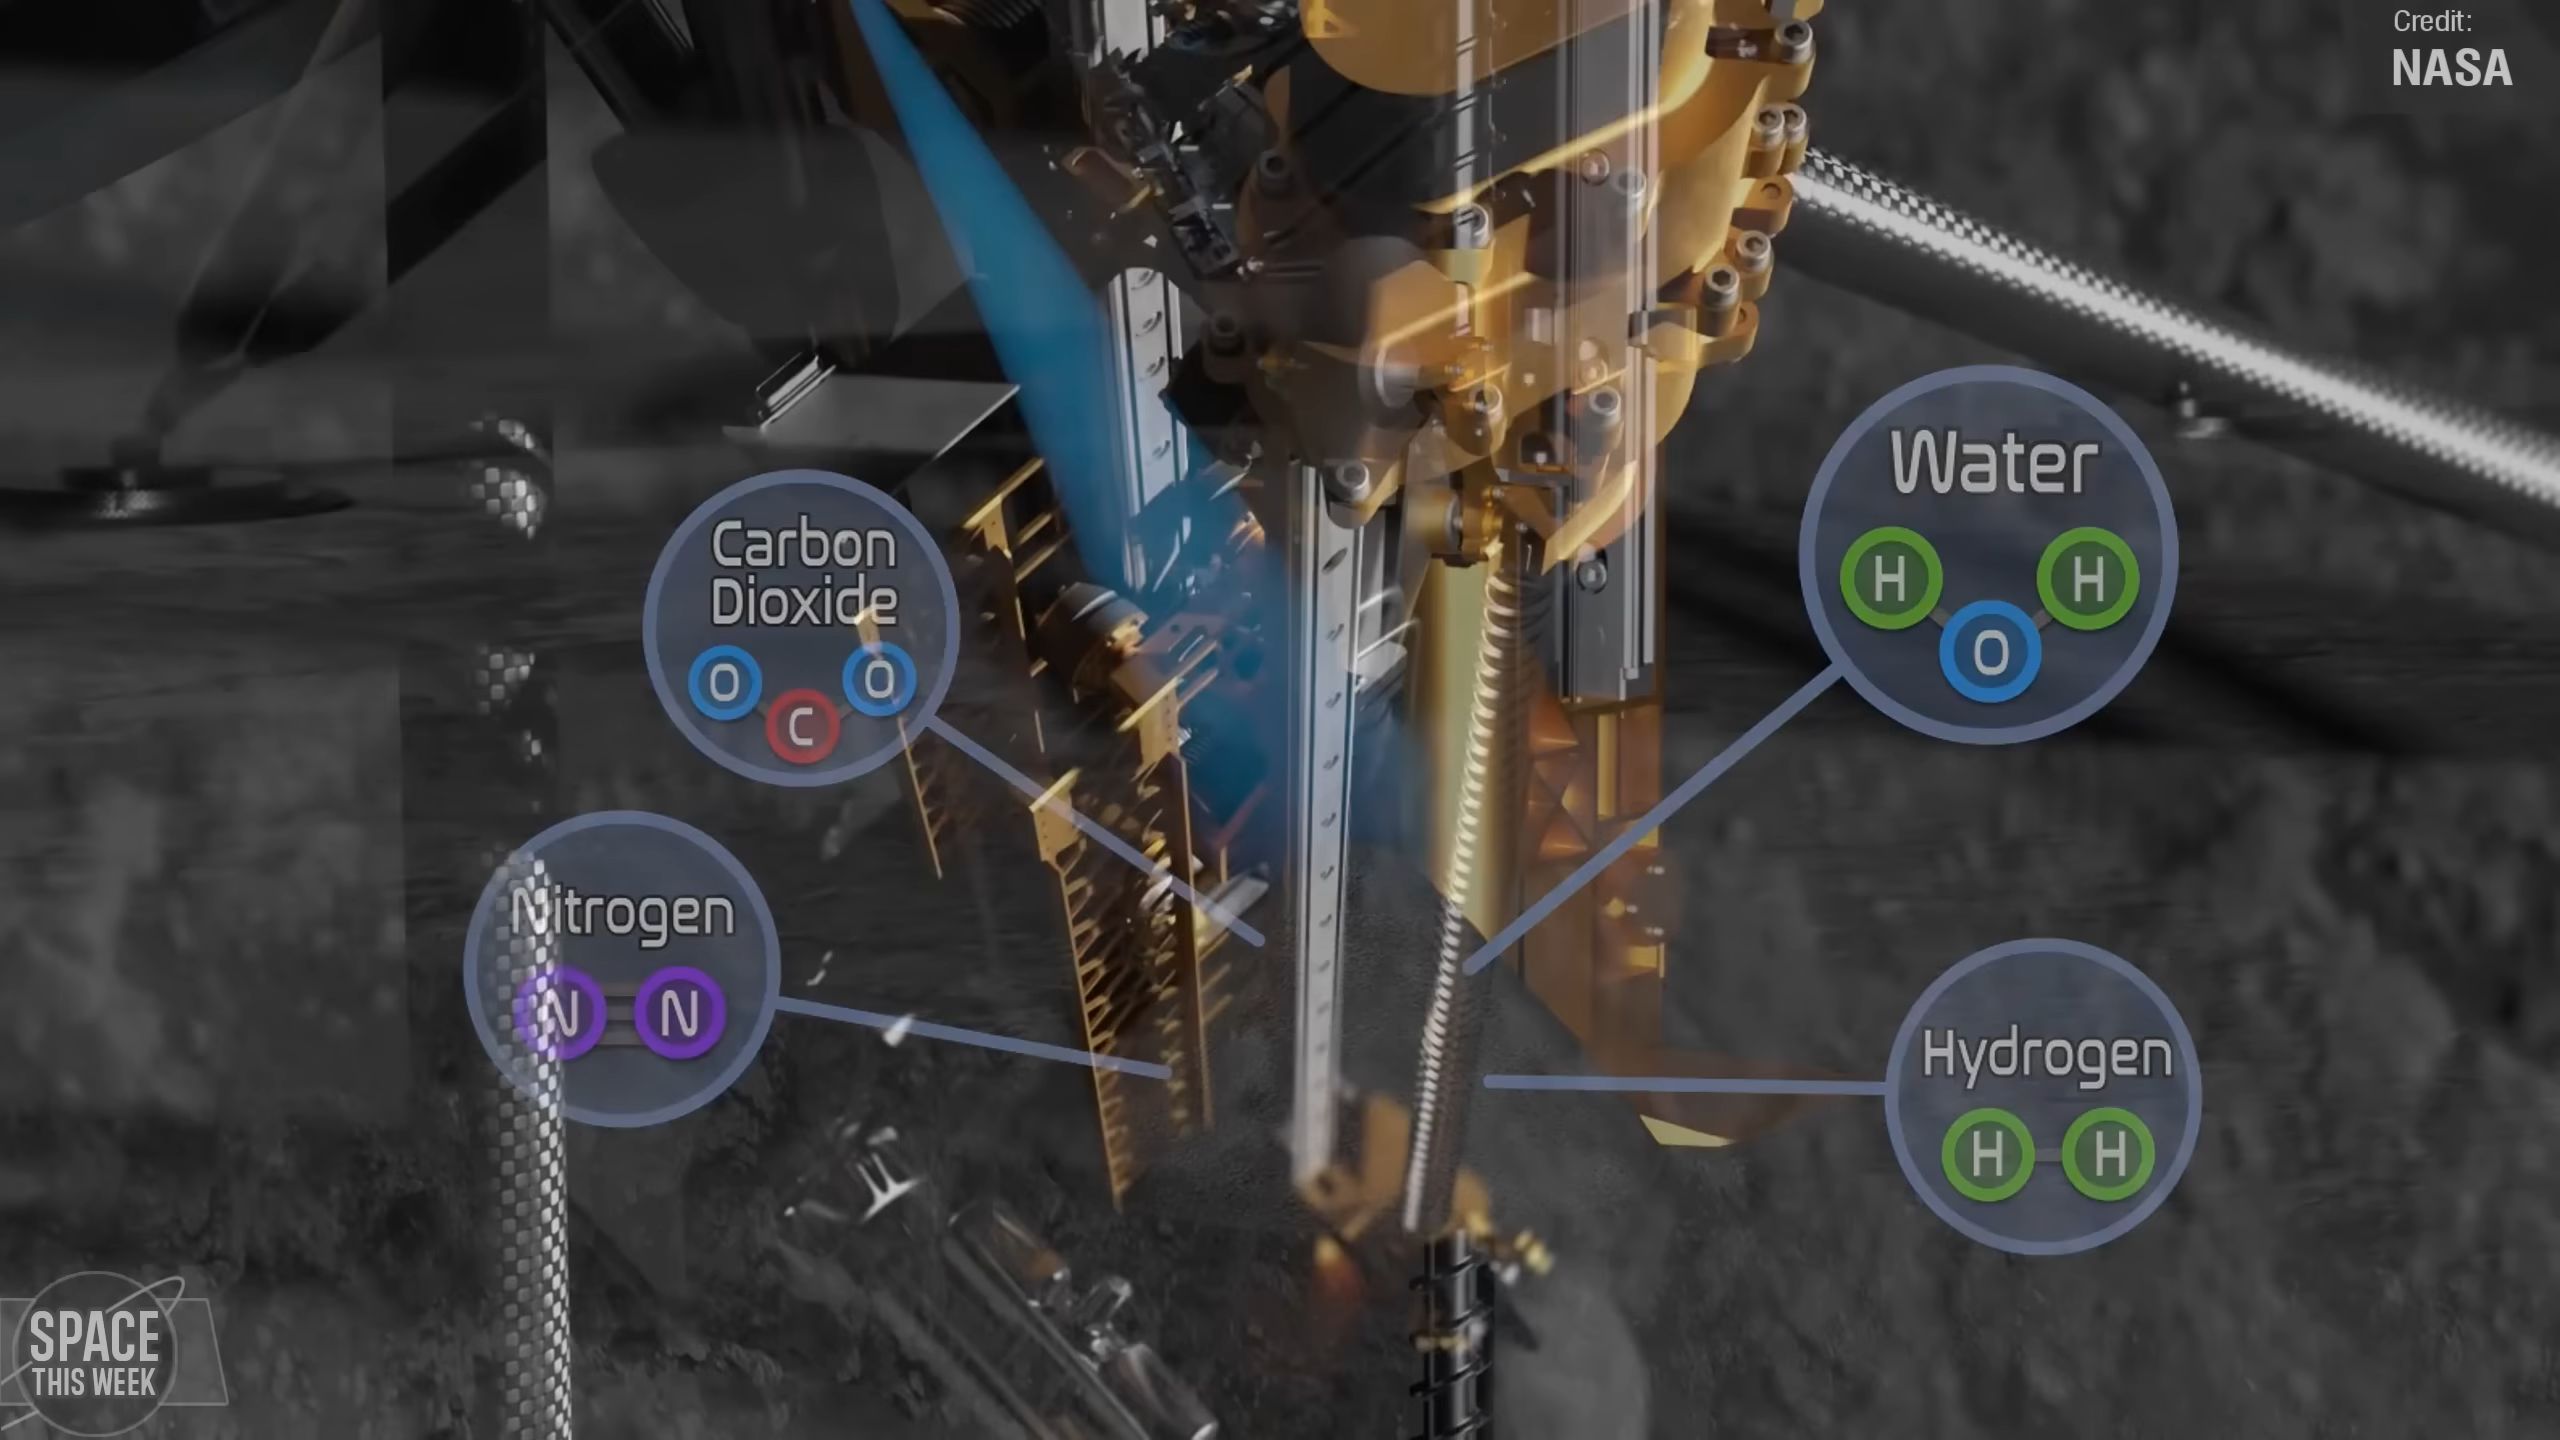 Credit:
NASA
Water
H
H
O
Carbon
Dioxide
O
O
C
Nitrogen
N
N
Hydrogen
H
H
SPACE
THIS WEEK